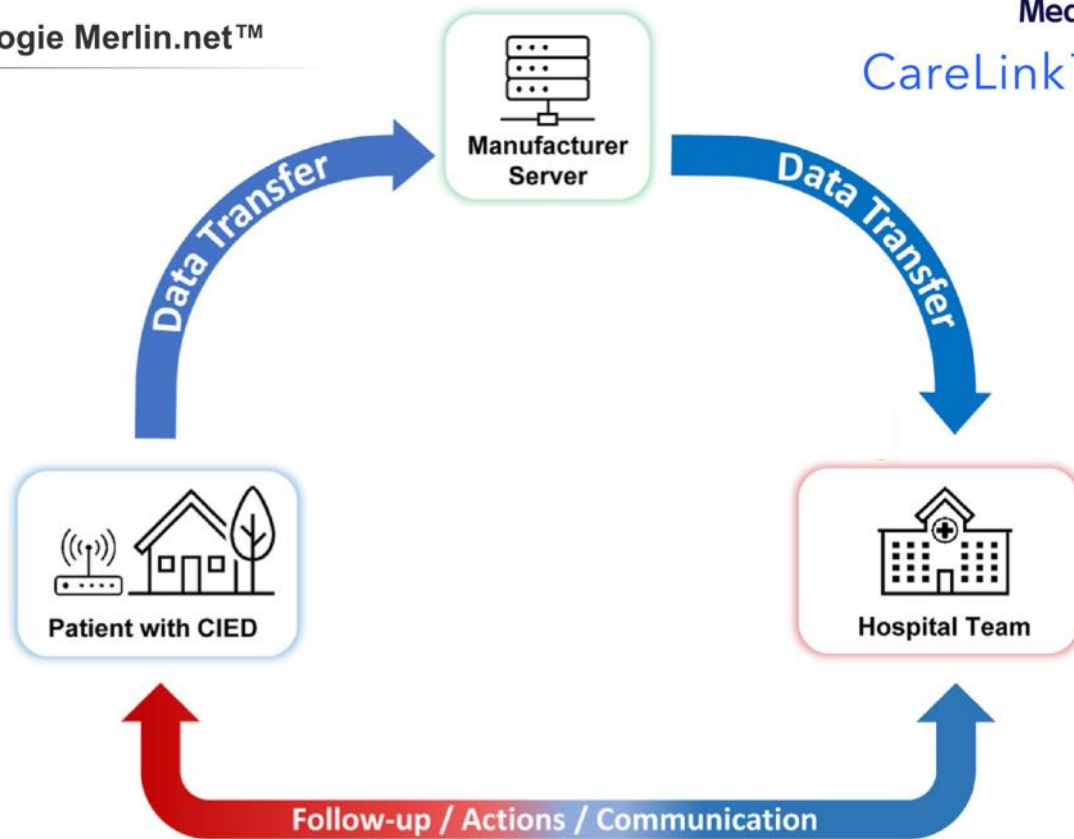 ogie Merlin.net™
Med
CareLink
Manufacturer
Server
Data Transfer
Data Transfer
Patient with CIED
Hospital Team
Follow-up / Actions / Communication